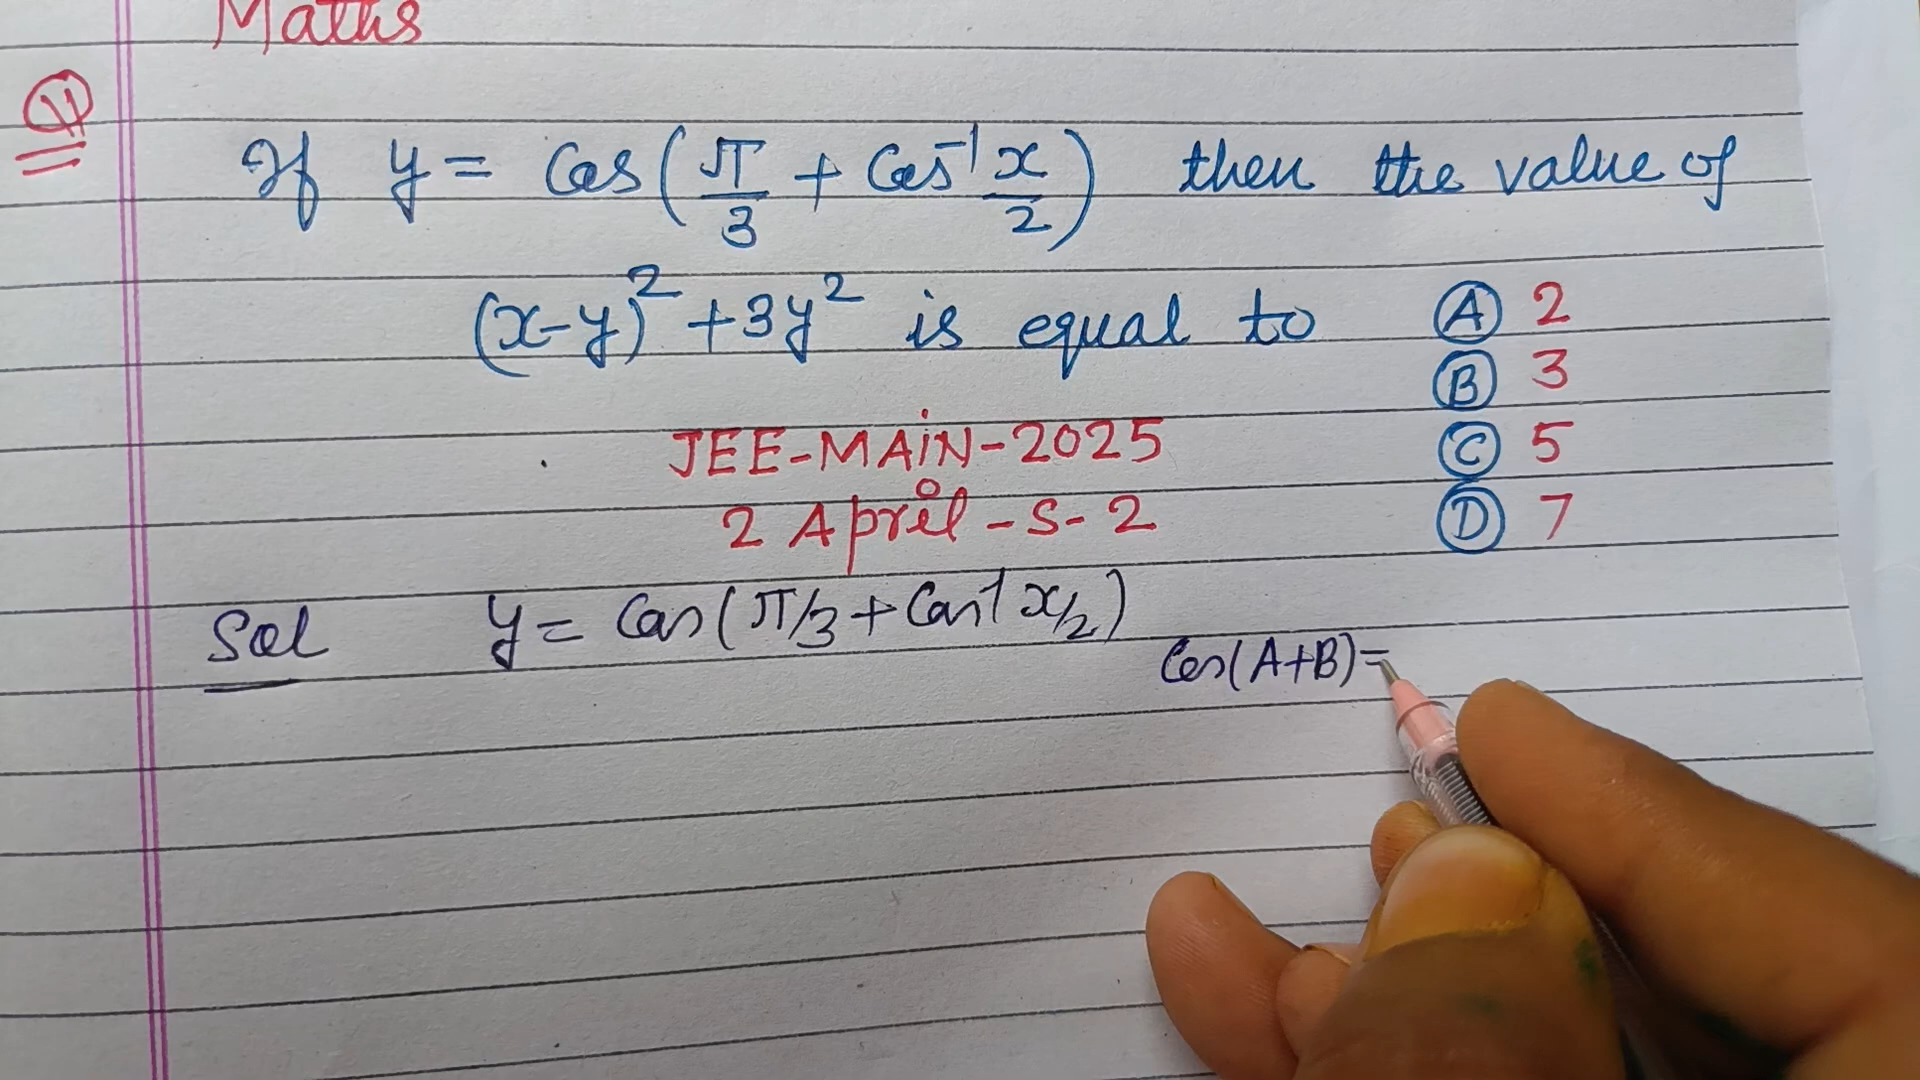 Maths
Q1
If y = Cos(π/3 + Cos⁻¹ x/2) then the value of
(x-y)² + 3y² is equal to
A 2
B 3
C 5
D 7
JEE-MAIN-2025
2 April - S- 2
Sol y = Cos(π/3 + Cos⁻¹ x/2)
Cos(A+B)=